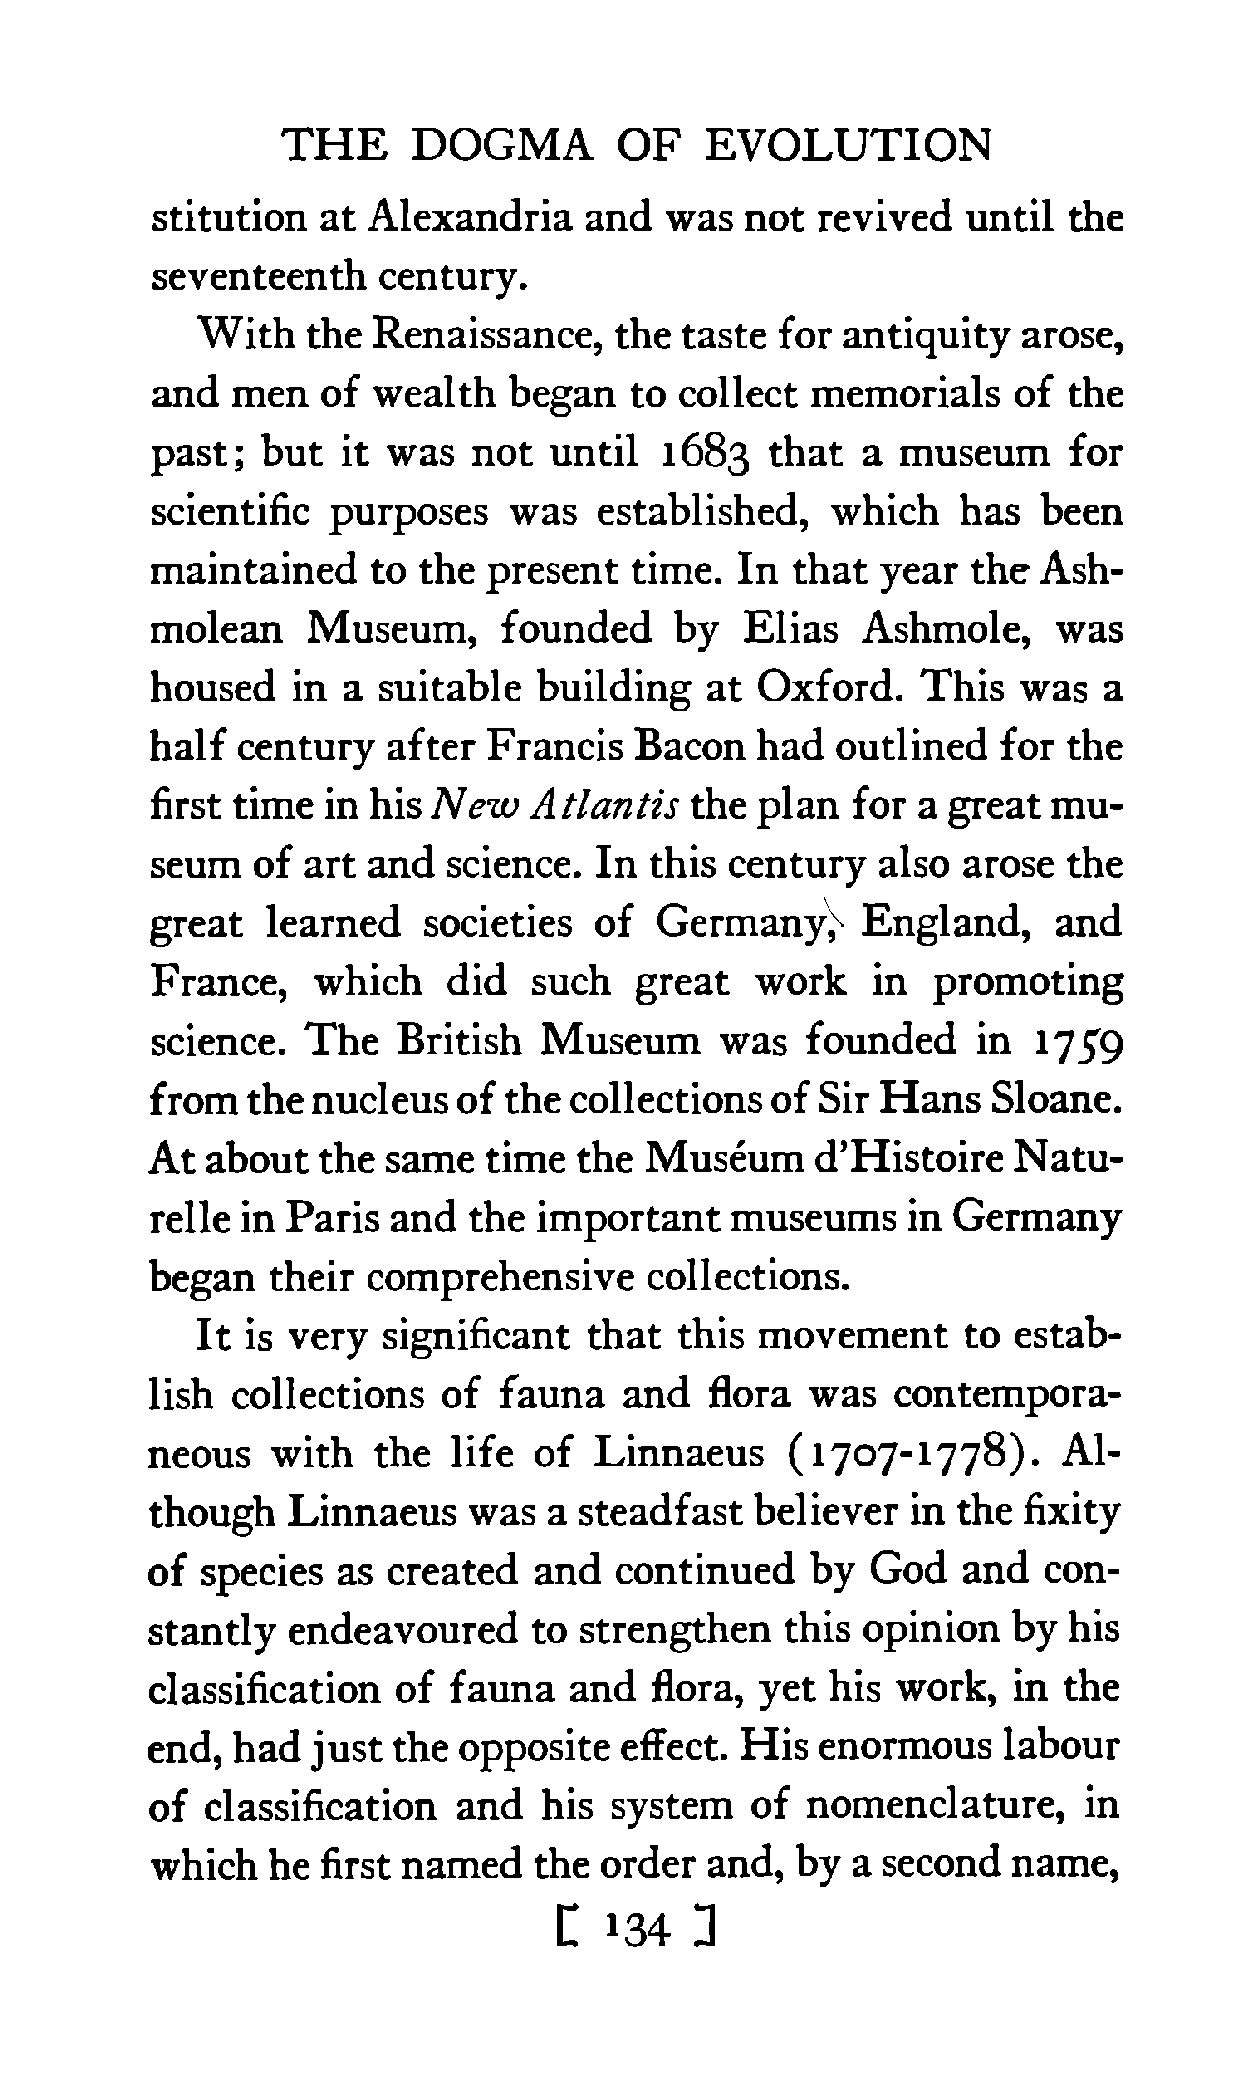 THE DOGMA OF EVOLUTION
stitution at Alexandria and was not revived until the
seventeenth century.
With the Renaissance, the taste for antiquity arose,
and men of wealth began to collect memorials of the
past; but it was not until 1683 that a museum for
scientific purposes was established, which has been
maintained to the present time. In that year the Ash-
molean Museum, founded by Elias Ashmole, was
housed in a suitable building at Oxford. This was a
half century after Francis Bacon had outlined for the
first time in his New Atlantis the plan for a great mu-
seum of art and science. In this century also arose the
great learned societies of Germany, England, and
France, which did such great work in promoting
science. The British Museum was founded in 1759
from the nucleus of the collections of Sir Hans Sloane.
At about the same time the Muséum d'Histoire Natu-
relle in Paris and the important museums in Germany
began their comprehensive collections.
It is very significant that this movement to estab-
lish collections of fauna and flora was contempora-
neous with the life of Linnaeus (1707-1778). Al-
though Linnaeus was a steadfast believer in the fixity
of species as created and continued by God and con-
stantly endeavoured to strengthen this opinion by his
classification of fauna and flora, yet his work, in the
end, had just the opposite effect. His enormous labour
of classification and his system of nomenclature, in
which he first named the order and, by a second name,
[ 134 ]